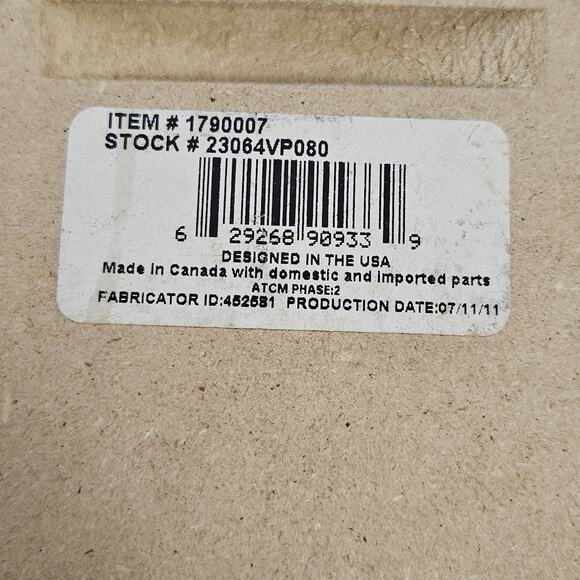 ITEM # 1790007
STOCK # 23064VP080
6 29268 90933 9
DESIGNED IN THE USA
Made in Canada with domestic and imported parts
ATCM PHASE:2
FABRICATOR ID:452581 PRODUCTION DATE:07/11/11